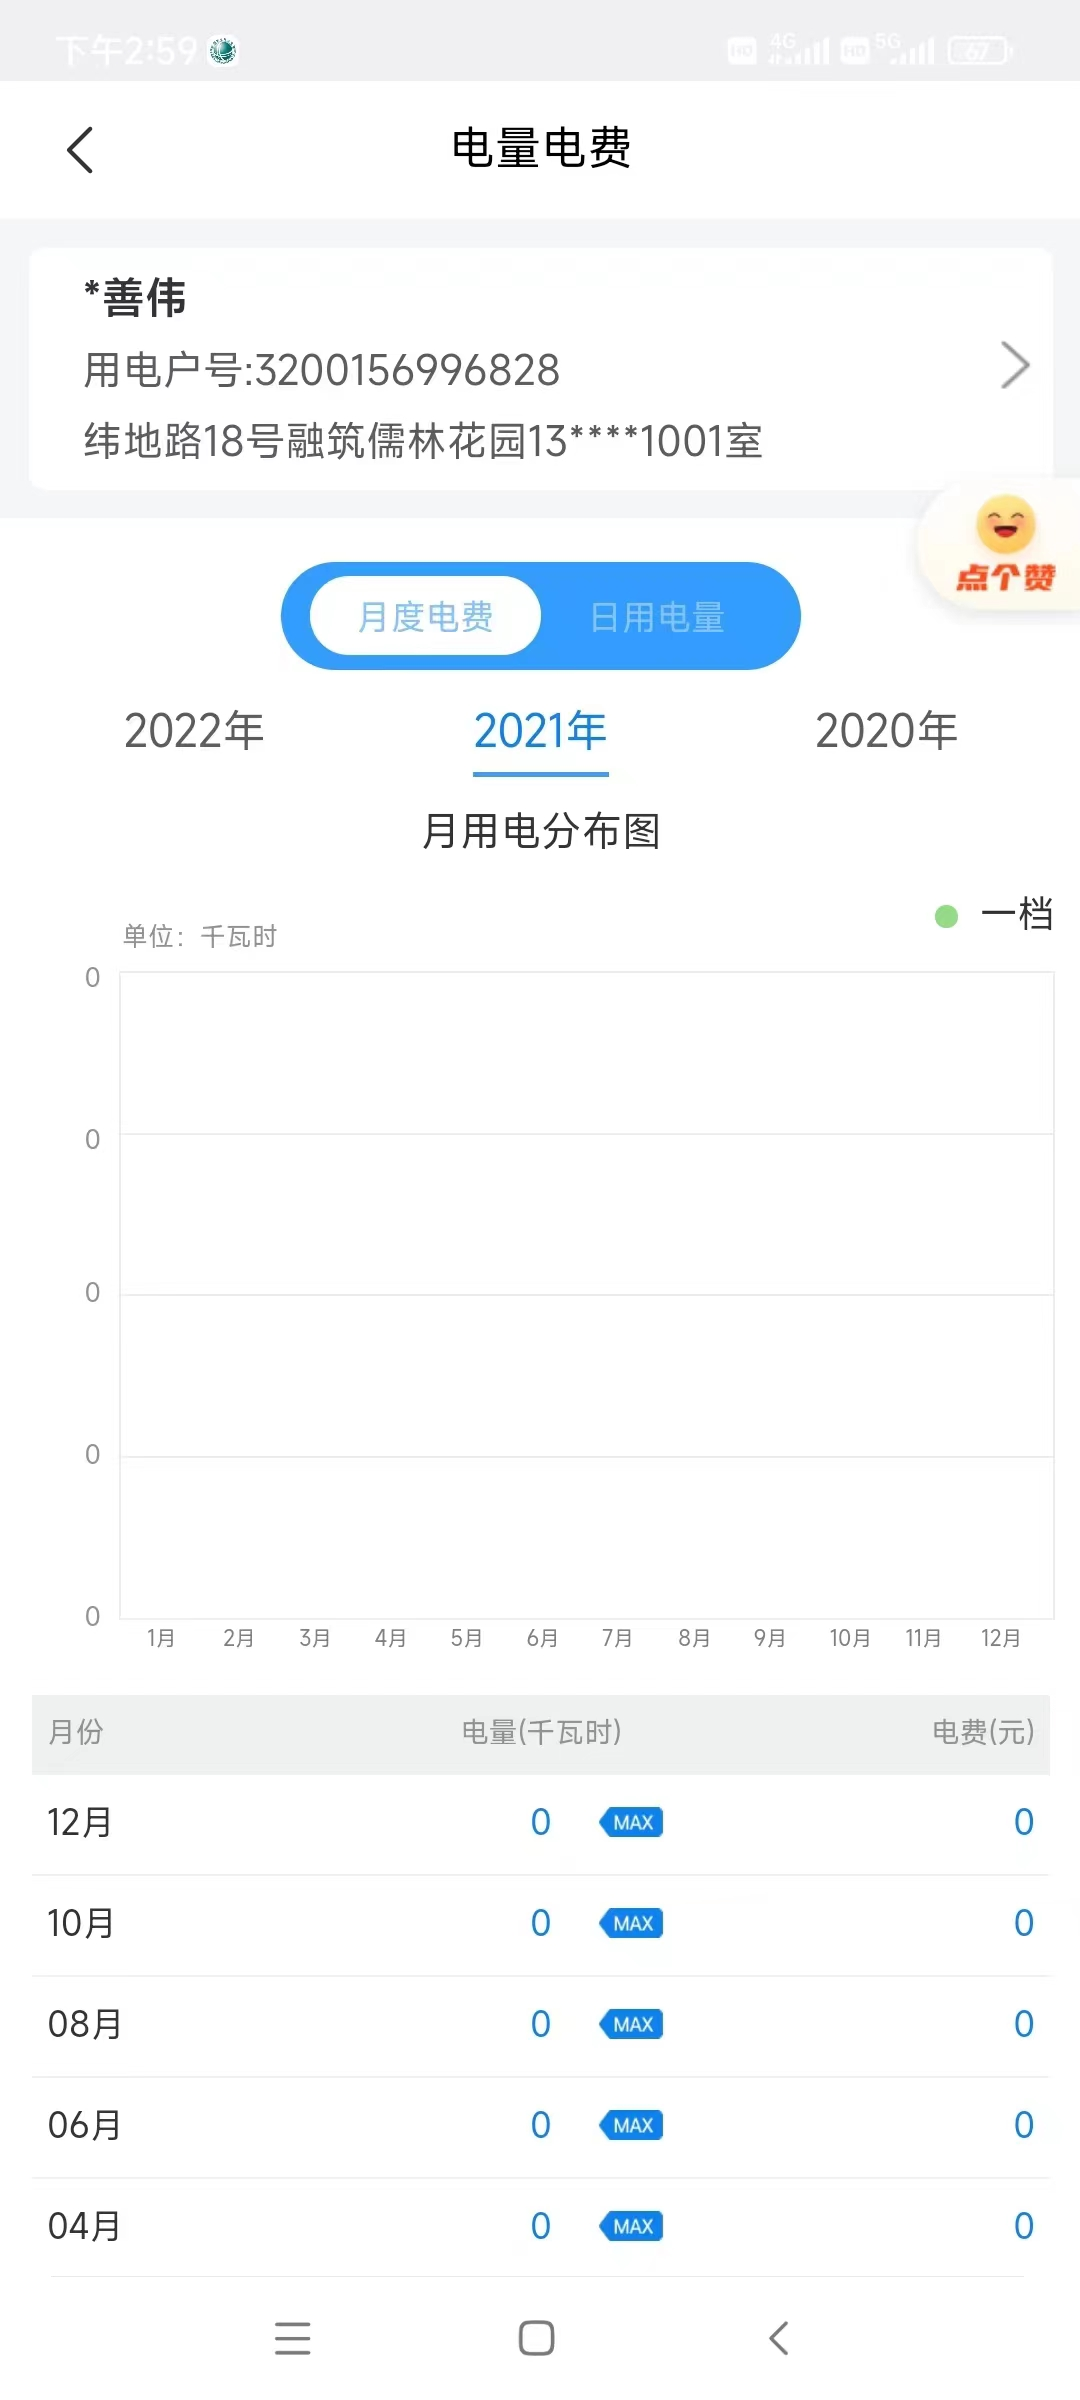 下午2:59 HD 4G HD 5G 67
电量电费
*善伟
用电户号:3200156996828
纬地路18号融筑儒林花园13****1001室
点个赞
月度电费 日用电量
2022年 2021年 2020年
月用电分布图
单位：千瓦时 一档
0
0
0
0
0
1月 2月 3月 4月 5月 6月 7月 8月 9月 10月 11月 12月
月份 电量(千瓦时) 电费(元)
12月 0 MAX 0
10月 0 MAX 0
08月 0 MAX 0
06月 0 MAX 0
04月 0 MAX 0